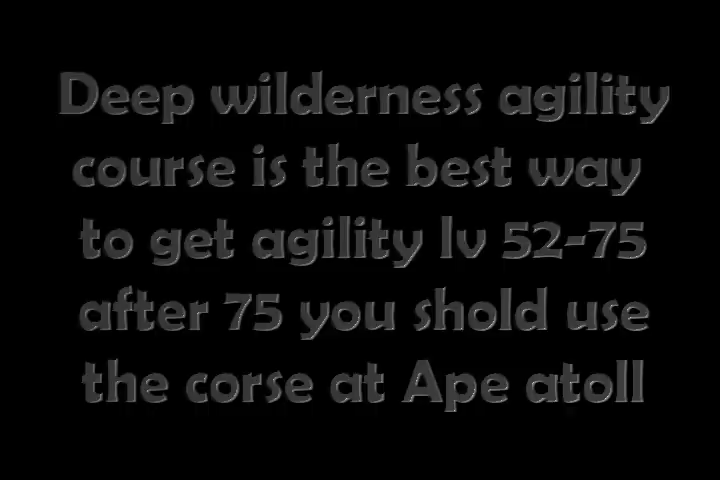 Deep wilderness agility
course is the best way
to get agility lv 52-75
after 75 you shold use
the corse at Ape atoll